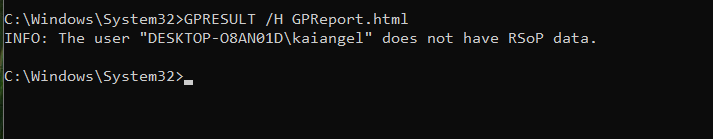 C:\Windows\System32>GPRESULT /H GPReport.html
INFO: The user "DESKTOP-O8AN01D\kaiangel" does not have RSoP data.
C:\Windows\System32>